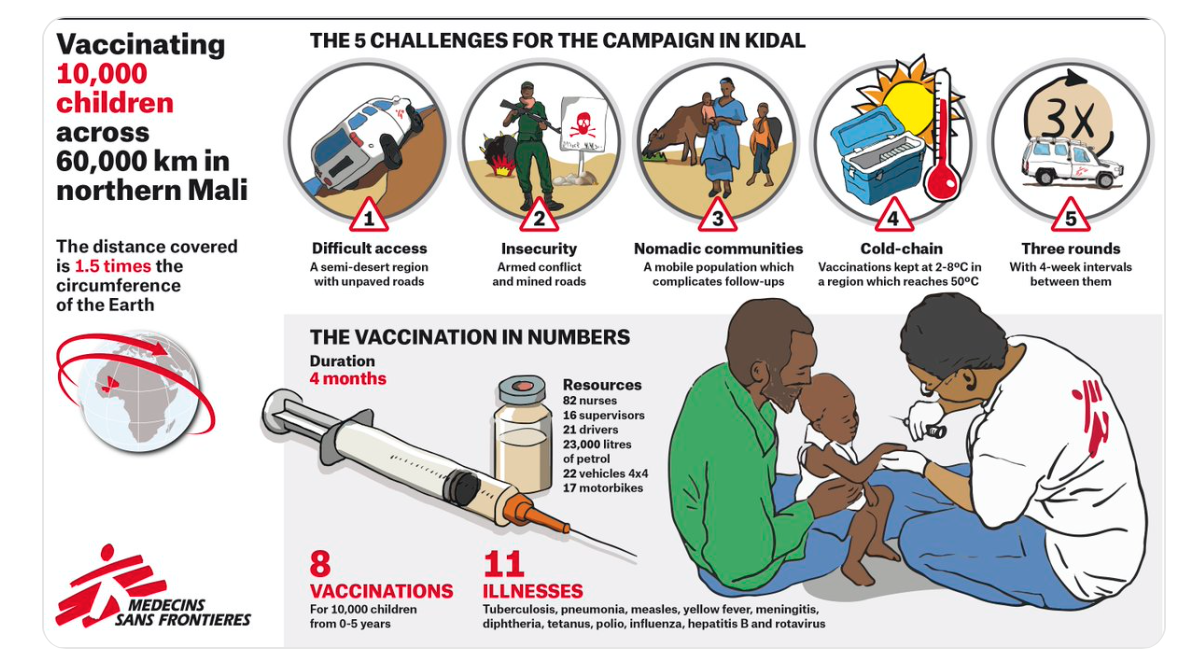 Vaccinating
10,000
children
across
60,000 km in
northern Mali
The distance covered
is 1.5 times the
circumference
of the Earth
MEDECINS
SANS FRONTIERES
THE 5 CHALLENGES FOR THE CAMPAIGN IN KIDAL
1
Difficult access
A semi-desert region
with unpaved roads
2
Insecurity
Armed conflict
and mined roads
3
Nomadic communities
A mobile population which
complicates follow-ups
4
Cold-chain
Vaccinations kept at 2-8ºC in
a region which reaches 50ºC
3x
5
Three rounds
With 4-week intervals
between them
THE VACCINATION IN NUMBERS
Duration
4 months
Resources
82 nurses
16 supervisors
21 drivers
23,000 litres
of petrol
22 vehicles 4x4
17 motorbikes
8
VACCINATIONS
For 10,000 children
from 0-5 years
11
ILLNESSES
Tuberculosis, pneumonia, measles, yellow fever, meningitis,
diphtheria, tetanus, polio, influenza, hepatitis B and rotavirus